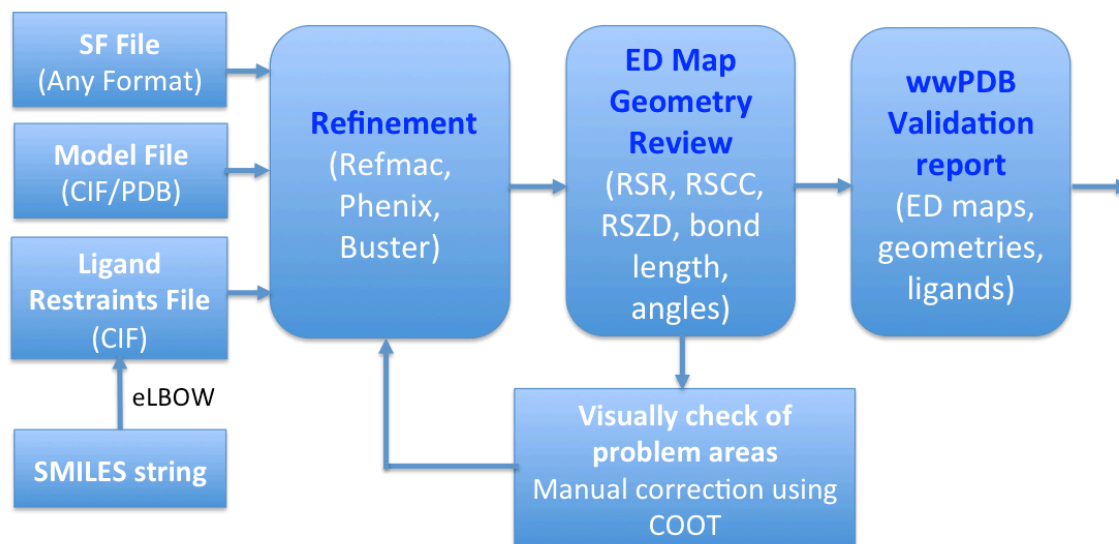 SF File
(Any Format)
Model File
(CIF/PDB)
Ligand
Restraints File
(CIF)
eLBOW
SMILES string
Refinement
(Refmac,
Phenix,
Buster)
ED Map
Geometry
Review
(RSR, RSCC,
RSZD, bond
length,
angles)
Visually check of
problem areas
Manual correction using
COOT
wwPDB
Validation
report
(ED maps,
geometries,
ligands)